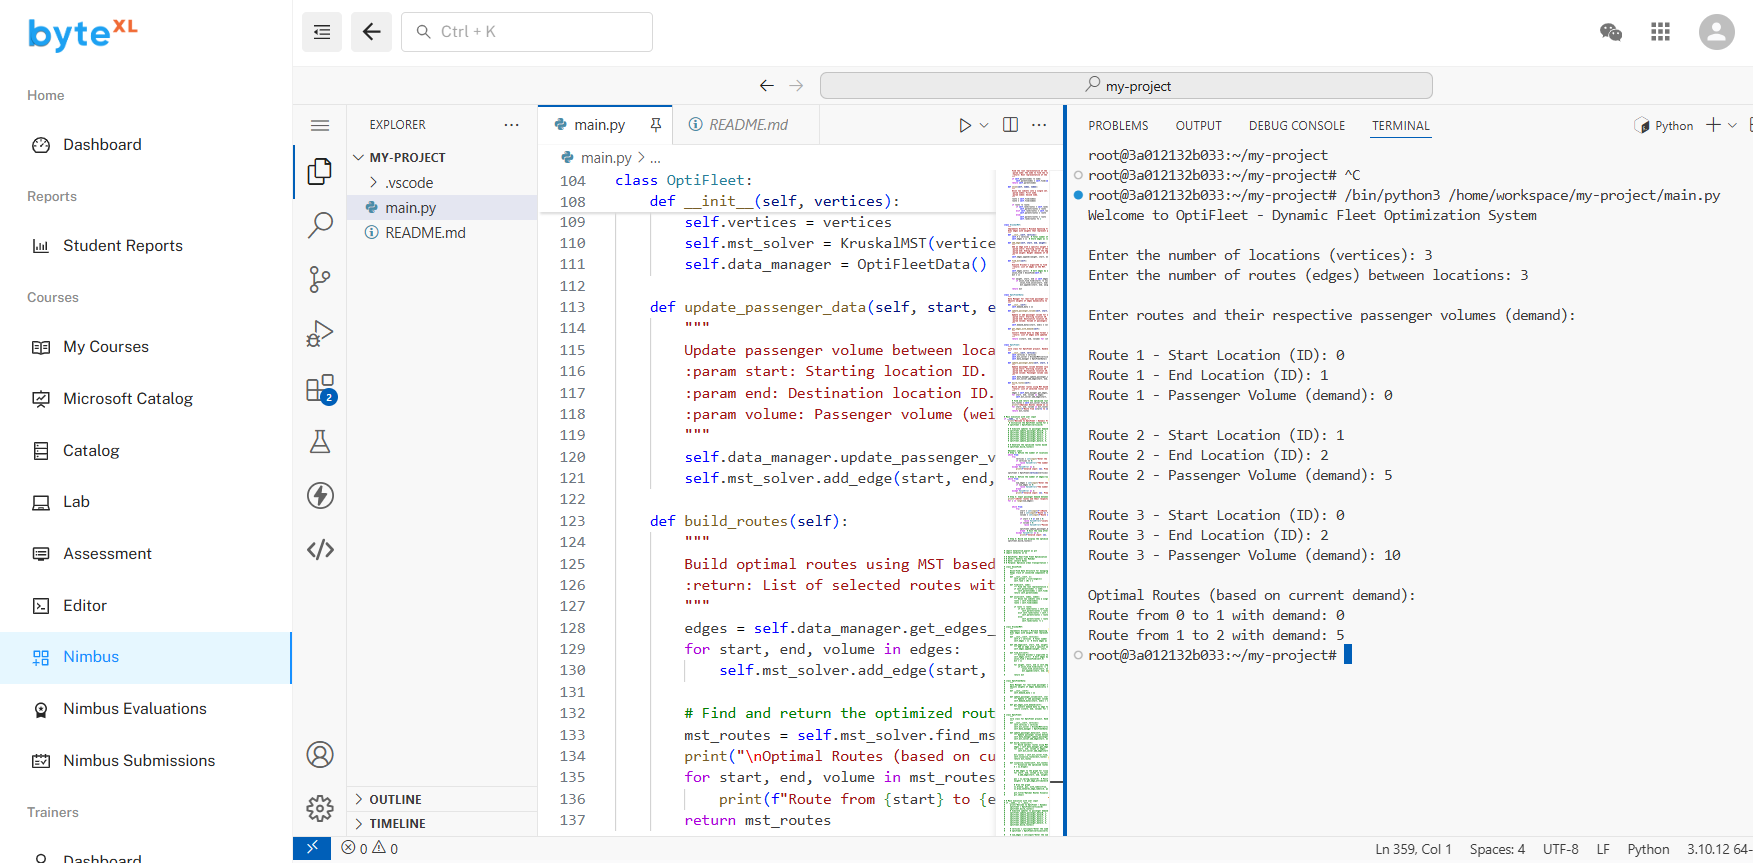 byteXL
Home
Dashboard
Reports
Student Reports
Courses
My Courses
Microsoft Catalog
Catalog
Lab
Assessment
Editor
Nimbus
Nimbus Evaluations
Nimbus Submissions
Trainers
Dashboard
Ctrl + K
my-project
EXPLORER
MY-PROJECT
.vscode
main.py
README.md
2
OUTLINE
TIMELINE
main.py
README.md
main.py > ...
104 class OptiFleet:
108 def __init__(self, vertices):
109 self.vertices = vertices
110 self.mst_solver = KruskalMST(vertice
111 self.data_manager = OptiFleetData()
112
113 def update_passenger_data(self, start, e
114 """
115 Update passenger volume between loca
116 :param start: Starting location ID.
117 :param end: Destination location ID.
118 :param volume: Passenger volume (wei
119 """
120 self.data_manager.update_passenger_v
121 self.mst_solver.add_edge(start, end,
122
123 def build_routes(self):
124 """
125 Build optimal routes using MST based
126 :return: List of selected routes wit
127 """
128 edges = self.data_manager.get_edges_
129 for start, end, volume in edges:
130 self.mst_solver.add_edge(start,
131
132 # Find and return the optimized rout
133 mst_routes = self.mst_solver.find_ms
134 print("\nOptimal Routes (based on cu
135 for start, end, volume in mst_routes
136 print(f"Route from {start} to {e
137 return mst_routes
PROBLEMS OUTPUT DEBUG CONSOLE TERMINAL
Python
root@3a012132b033:~/my-project
root@3a012132b033:~/my-project# ^C
root@3a012132b033:~/my-project# /bin/python3 /home/workspace/my-project/main.py
Welcome to OptiFleet - Dynamic Fleet Optimization System
Enter the number of locations (vertices): 3
Enter the number of routes (edges) between locations: 3
Enter routes and their respective passenger volumes (demand):
Route 1 - Start Location (ID): 0
Route 1 - End Location (ID): 1
Route 1 - Passenger Volume (demand): 0
Route 2 - Start Location (ID): 1
Route 2 - End Location (ID): 2
Route 2 - Passenger Volume (demand): 5
Route 3 - Start Location (ID): 0
Route 3 - End Location (ID): 2
Route 3 - Passenger Volume (demand): 10
Optimal Routes (based on current demand):
Route from 0 to 1 with demand: 0
Route from 1 to 2 with demand: 5
root@3a012132b033:~/my-project#
0 0
Ln 359, Col 1 Spaces: 4 UTF-8 LF Python 3.10.12 64-